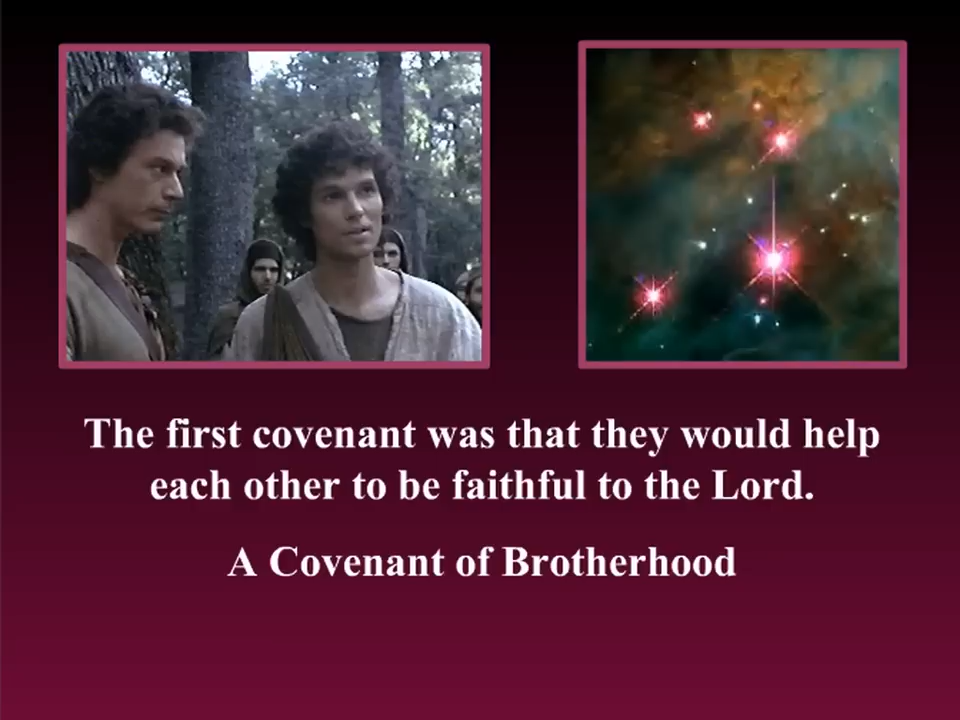 The first covenant was that they would help
each other to be faithful to the Lord.
A Covenant of Brotherhood